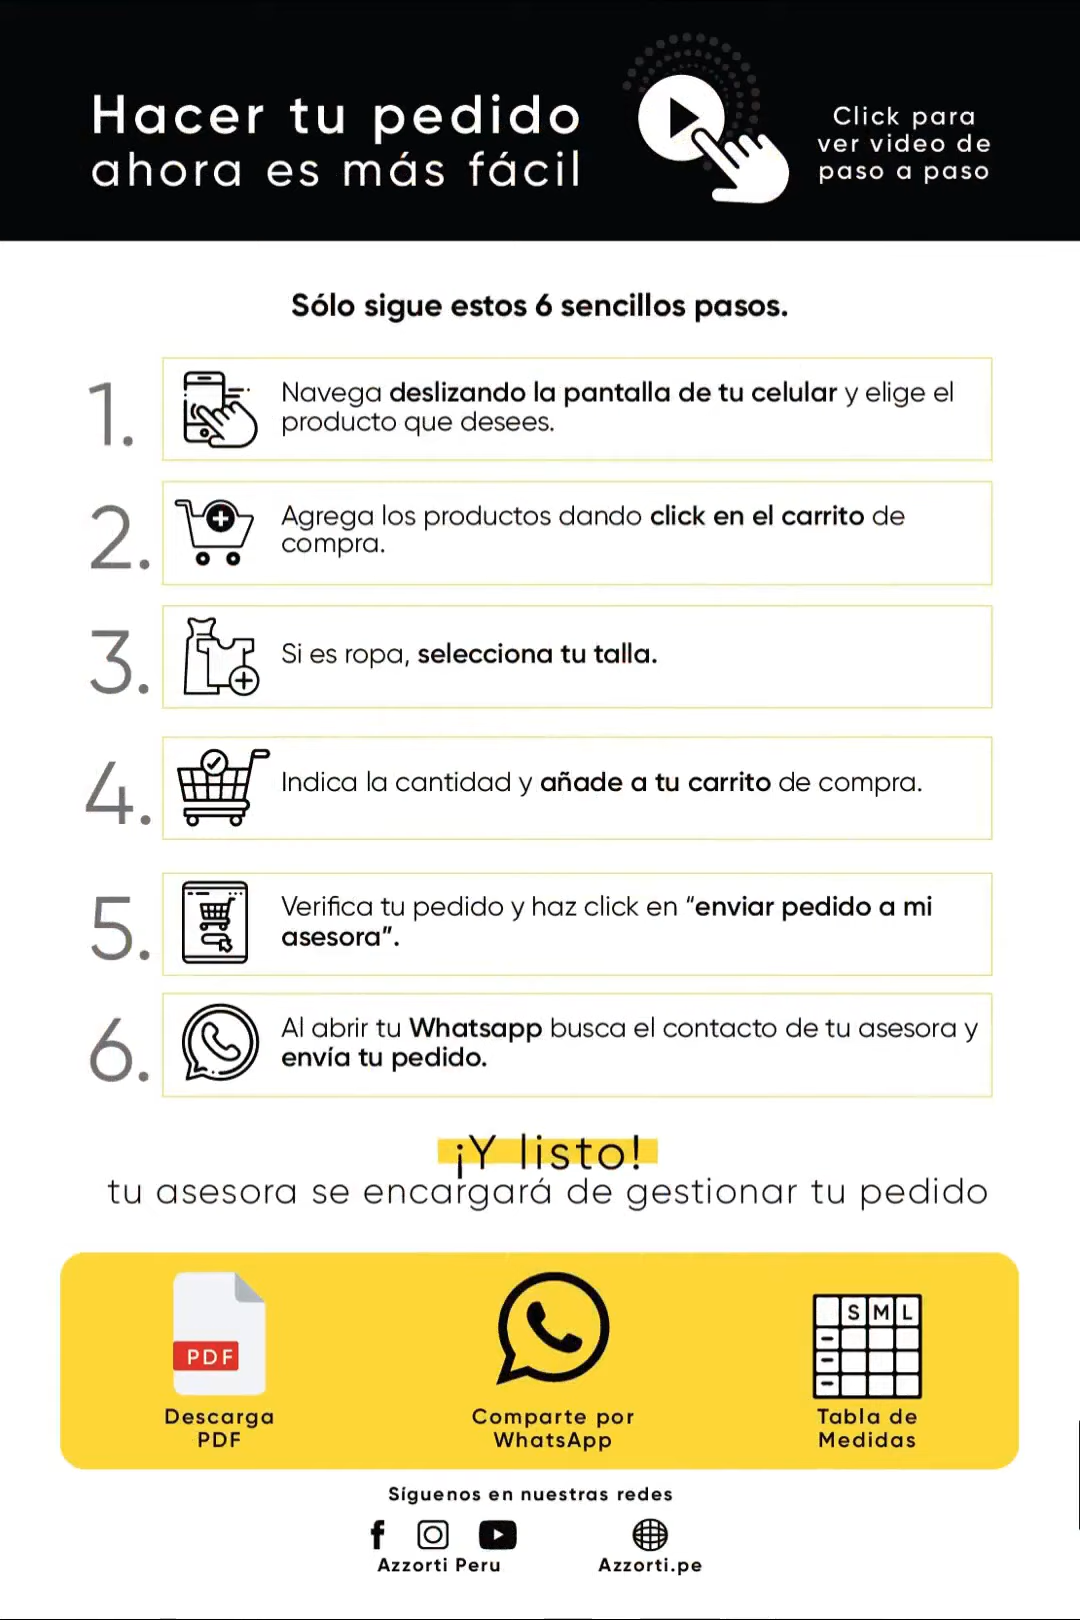 Hacer tu pedido
ahora es más fácil
Click para
ver video de
paso a paso
Sólo sigue estos 6 sencillos pasos.
1.
Navega deslizando la pantalla de tu celular y elige el
producto que desees.
2.
Agrega los productos dando click en el carrito de
compra.
3.
Si es ropa, selecciona tu talla.
4.
Indica la cantidad y añade a tu carrito de compra.
5.
Verifica tu pedido y haz click en “enviar pedido a mi
asesora”.
6.
Al abrir tu Whatsapp busca el contacto de tu asesora y
envía tu pedido.
¡Y listo!
tu asesora se encargará de gestionar tu pedido
PDF
Descarga
PDF
Comparte por
WhatsApp
S M L
Tabla de
Medidas
Síguenos en nuestras redes
Azzorti Peru
Azzorti.pe